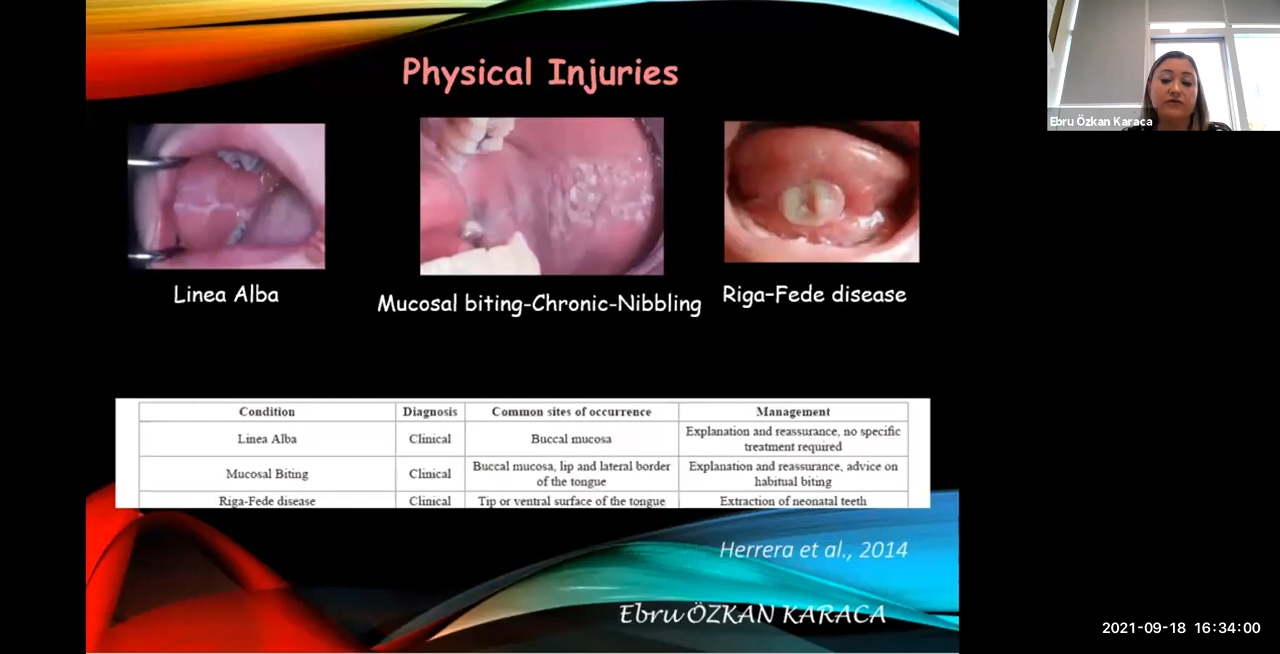 Physical Injuries
Ebru Özkan Karaca
Linea Alba
Mucosal biting-Chronic-Nibbling
Riga-Fede disease
Condition Diagnosis Common sites of occurrence Management
Linea Alba Clinical Buccal mucosa Explanation and reassurance, no specific
treatment required
Mucosal Biting Clinical Buccal mucosa, lip and lateral border
of the tongue
Explanation and reassurance, advice on
habitual biting
Riga-Fede disease Clinical Tip or ventral surface of the tongue Extraction of neonatal teeth
Herrera et al., 2014
Ebru ÖZKAN KARACA
2021-09-18 16:34:00